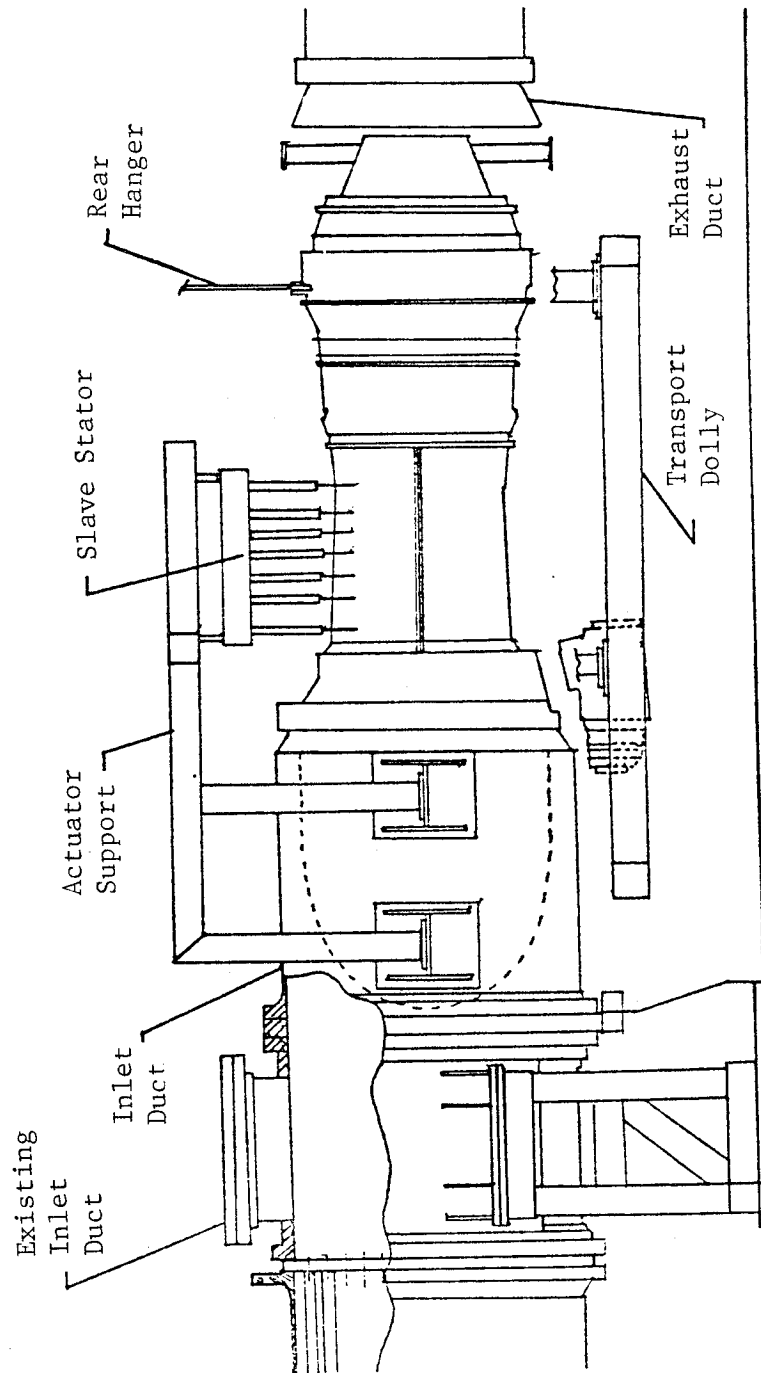 Existing
Inlet
Duct
Inlet
Duct
Actuator
Support
Slave Stator
Rear
Hanger
Transport
Dolly
Exhaust
Duct